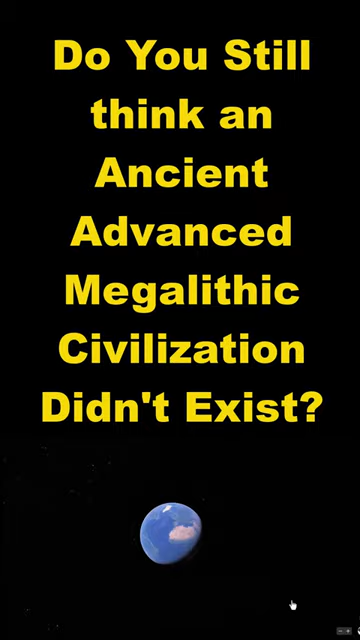 Do You Still
think an
Ancient
Advanced
Megalithic
Civilization
Didn't Exist?